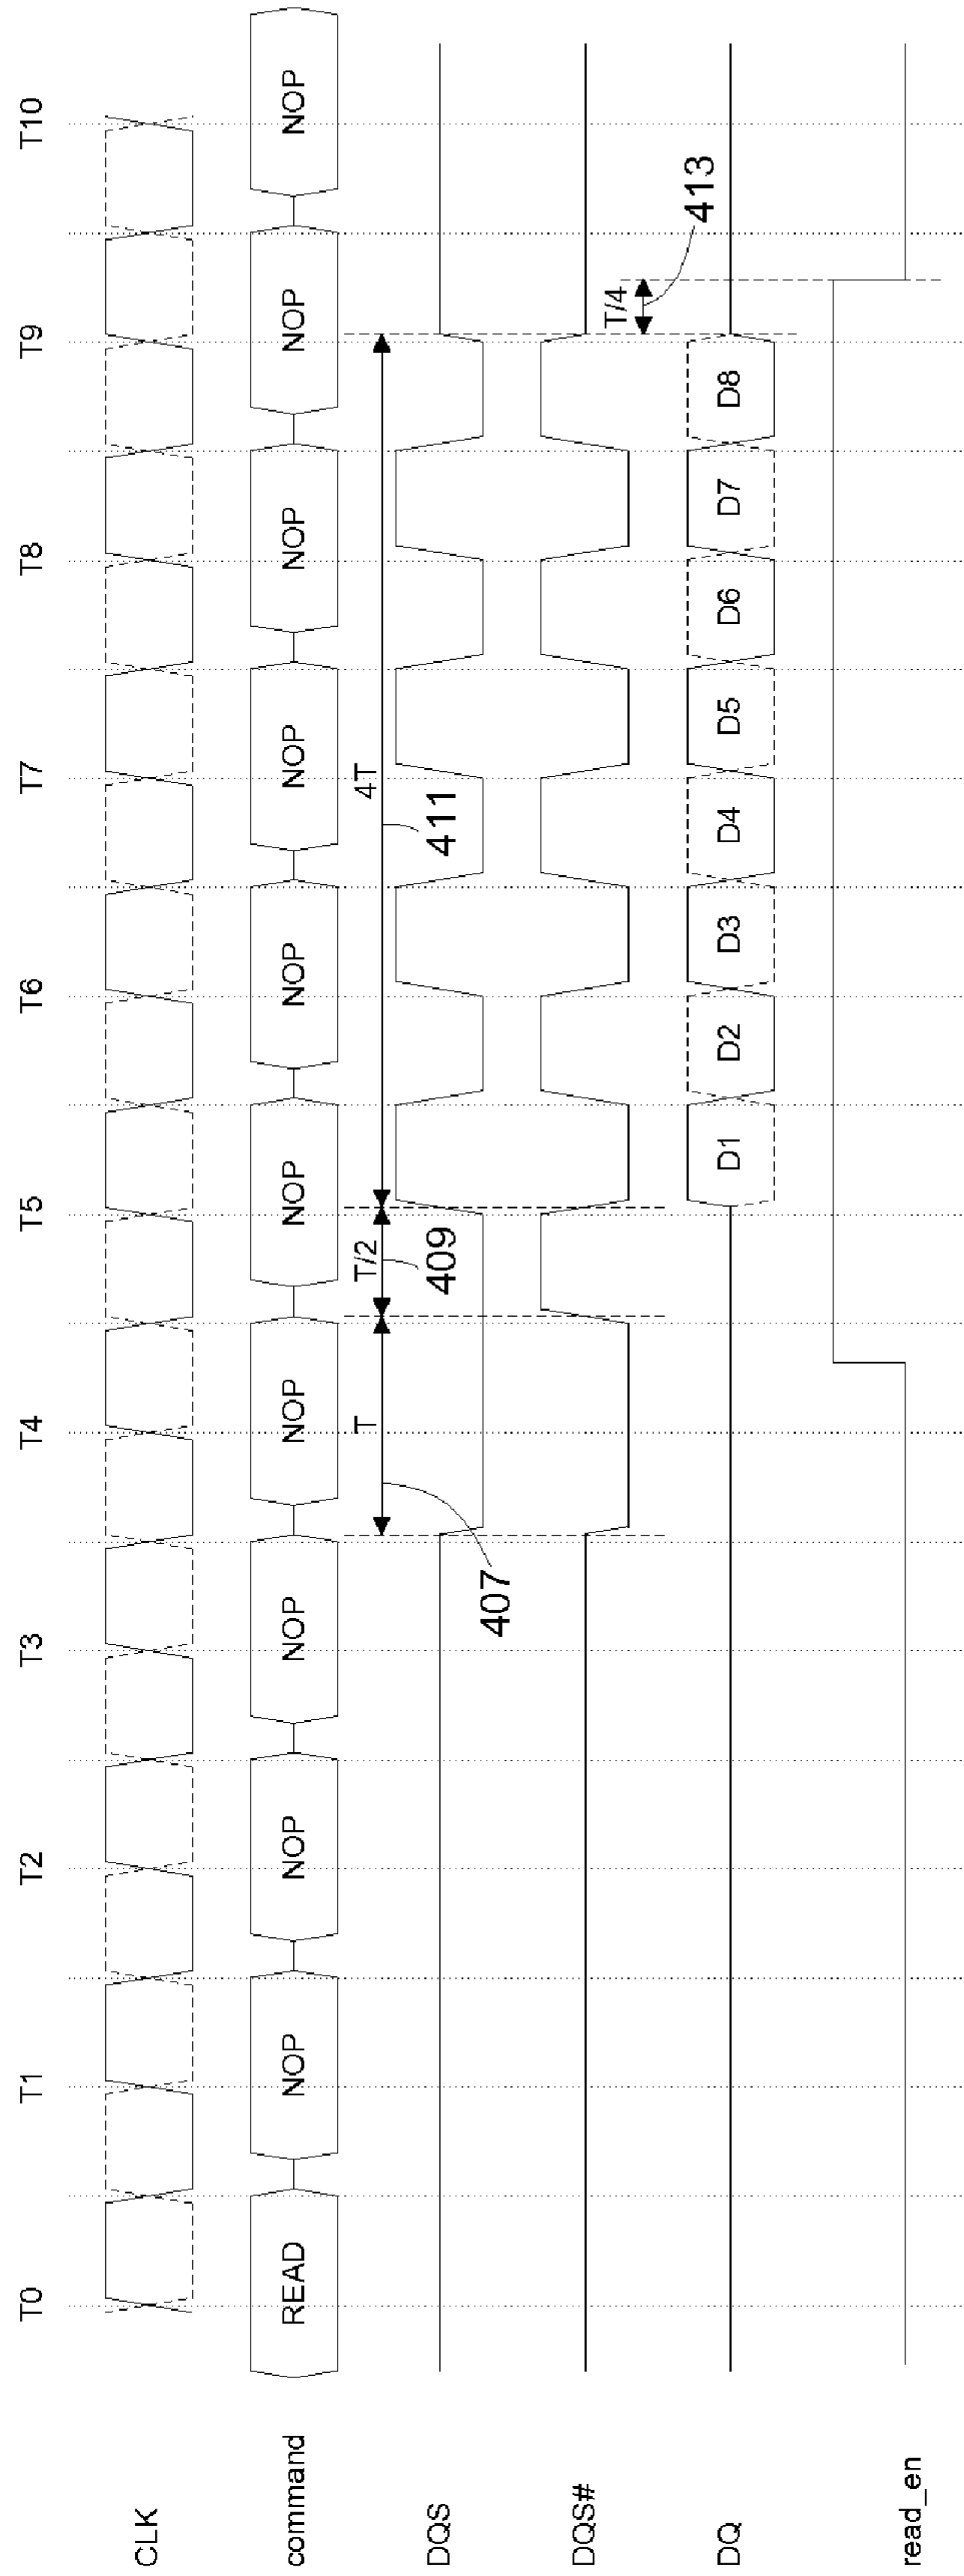 T0 T1 T2 T3 T4 T5 T6 T7 T8 T9 T10
CLK
command READ NOP NOP NOP NOP NOP NOP NOP NOP NOP NOP
T T/2 4T
407 409 411
DQS
DQS#
T/4
413
DQ D1 D2 D3 D4 D5 D6 D7 D8
read_en